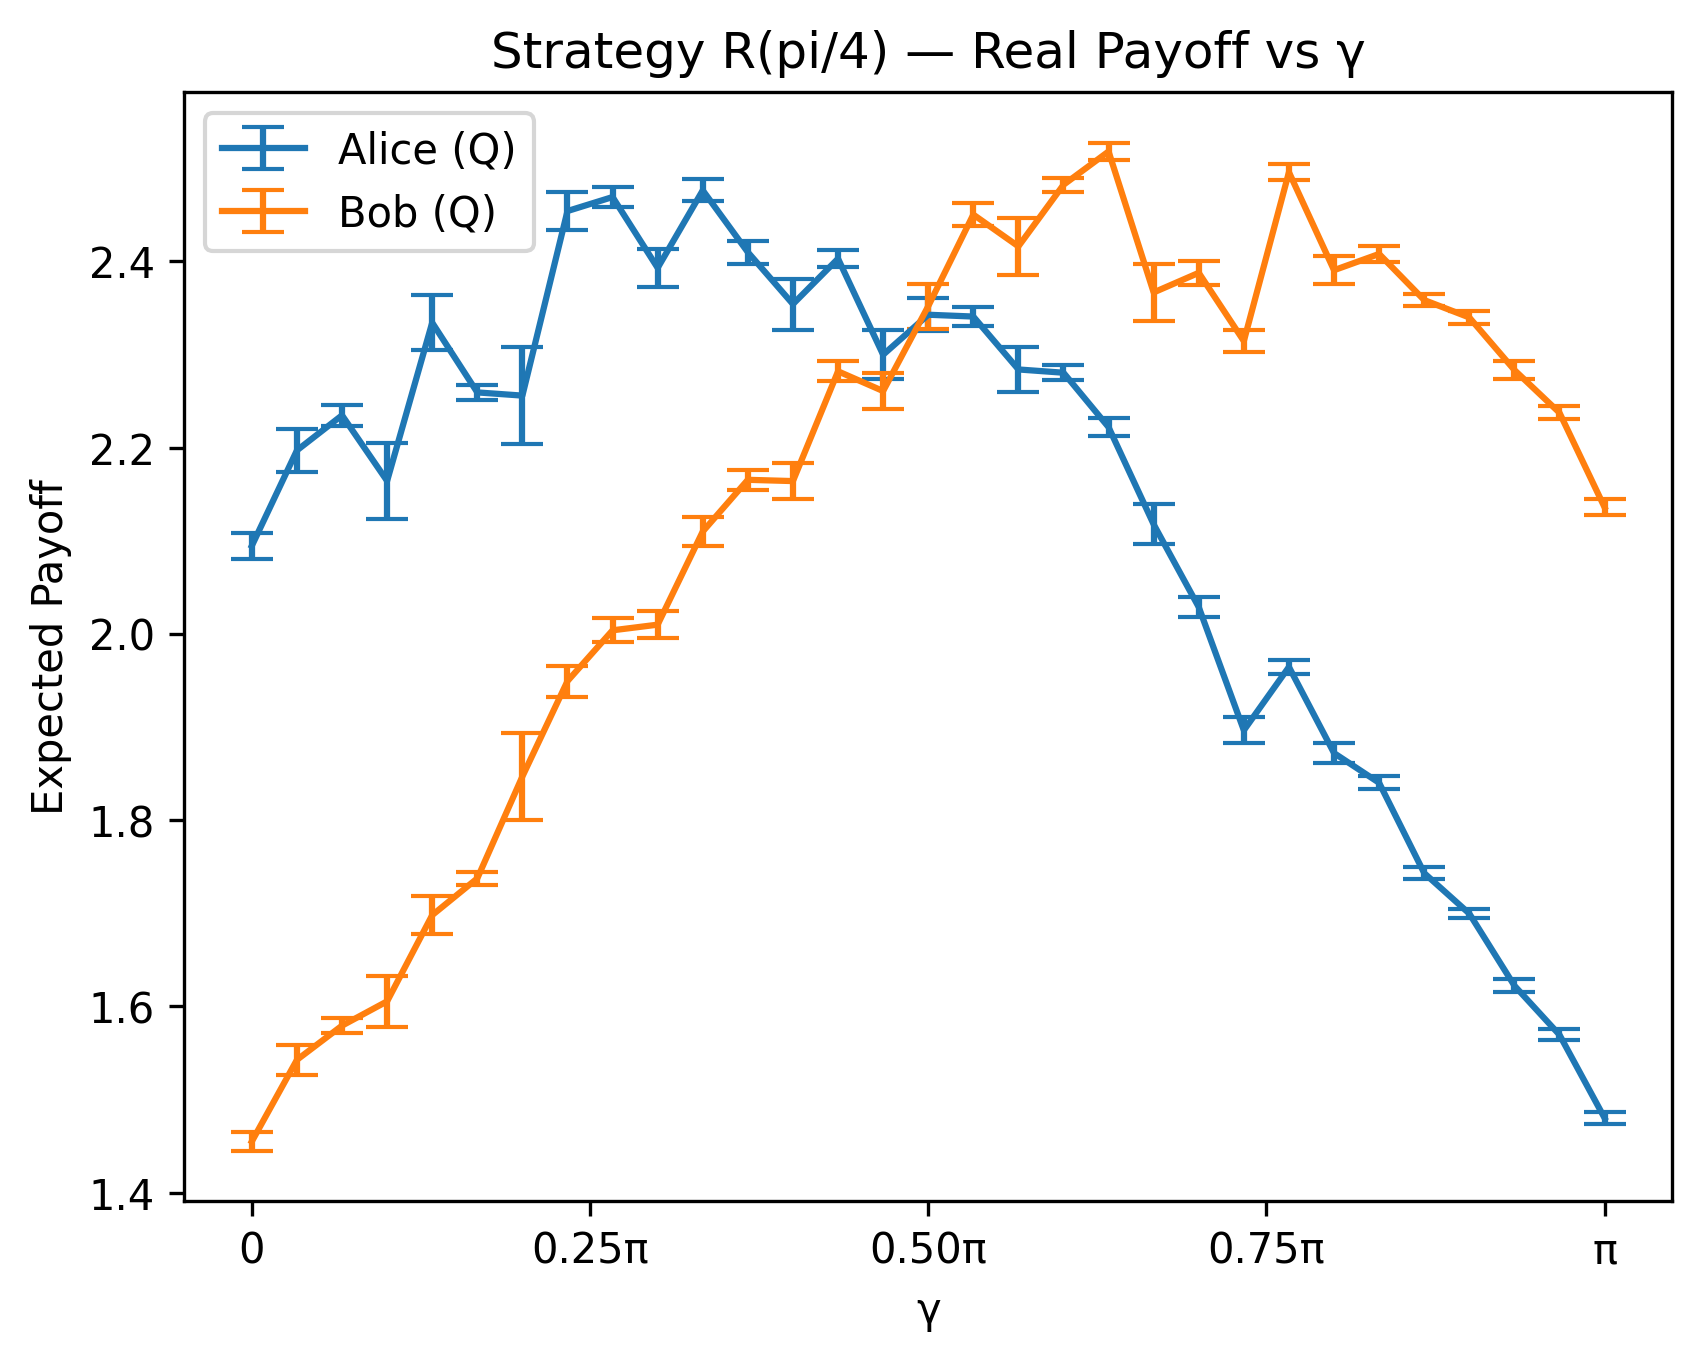 Strategy R(pi/4) — Real Payoff vs γ
Alice (Q)
Bob (Q)
Expected Payoff
2.4
2.2
2.0
1.8
1.6
1.4
0
0.25π
0.50π
0.75π
π
γ